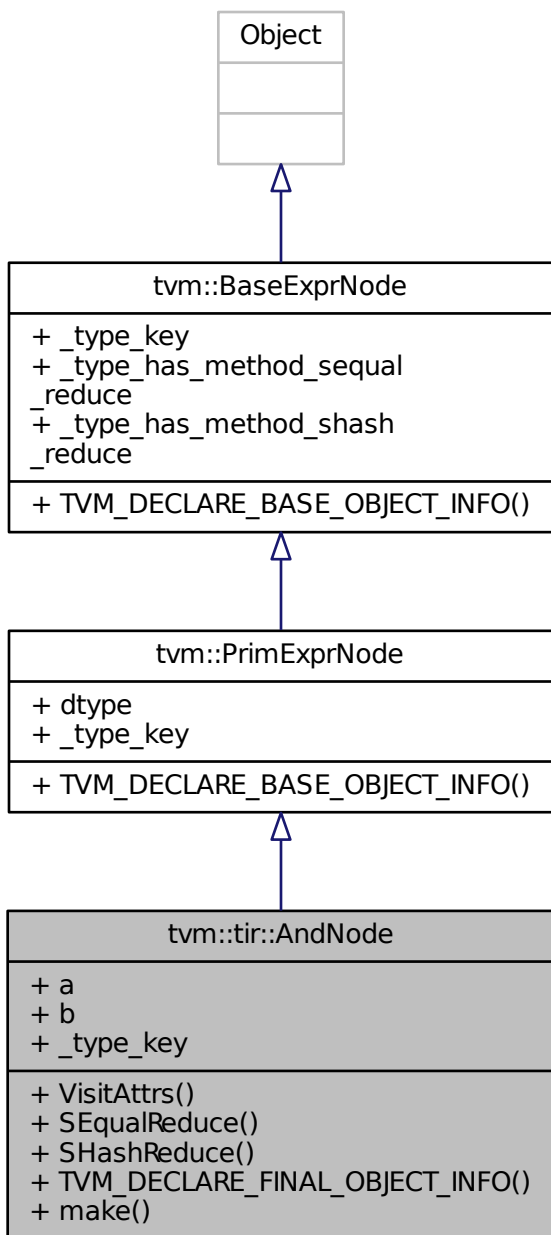 Object
tvm::BaseExprNode
+ _type_key
+ _type_has_method_sequal
_reduce
+ _type_has_method_shash
_reduce
+ TVM_DECLARE_BASE_OBJECT_INFO()
tvm::PrimExprNode
+ dtype
+ _type_key
+ TVM_DECLARE_BASE_OBJECT_INFO()
tvm::tir::AndNode
+ a
+ b
+ _type_key
+ VisitAttrs()
+ SEqualReduce()
+ SHashReduce()
+ TVM_DECLARE_FINAL_OBJECT_INFO()
+ make()